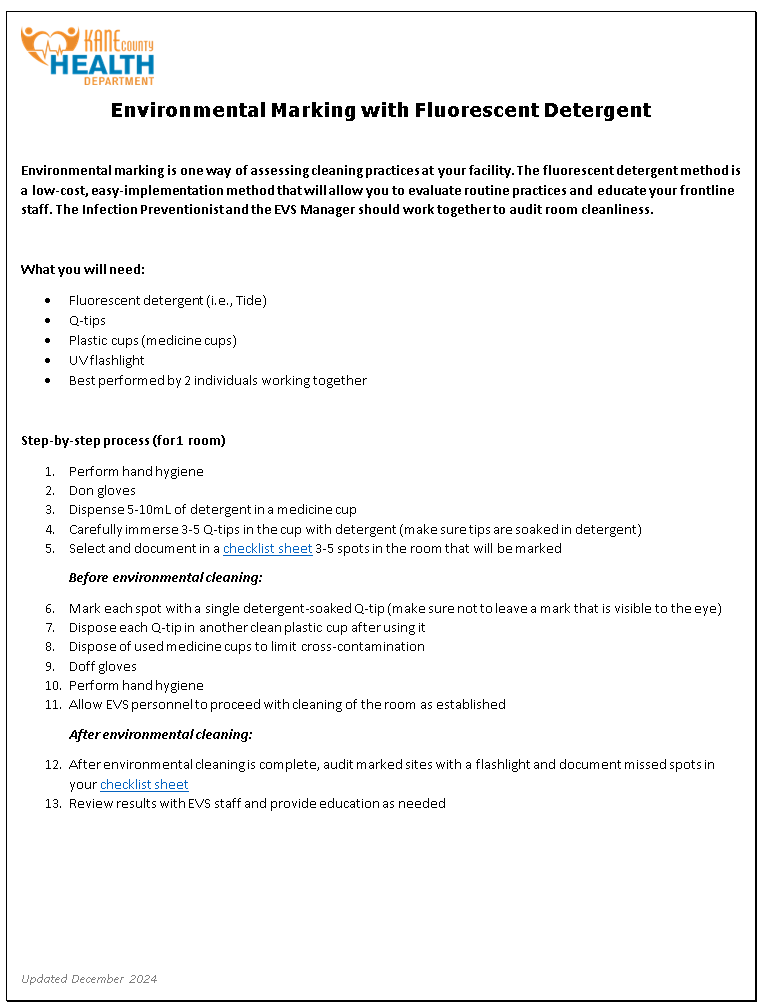 KANE COUNTY
HEALTH
DEPARTMENT
Environmental Marking with Fluorescent Detergent
Environmental marking is one way of assessing cleaning practices at your facility. The fluorescent detergent method is
a low-cost, easy-implementation method that will allow you to evaluate routine practices and educate your frontline
staff. The Infection Preventionist and the EVS Manager should work together to audit room cleanliness.
What you will need:
• Fluorescent detergent (i.e., Tide)
• Q-tips
• Plastic cups (medicine cups)
• UV flashlight
• Best performed by 2 individuals working together
Step-by-step process (for 1 room)
1. Perform hand hygiene
2. Don gloves
3. Dispense 5-10mL of detergent in a medicine cup
4. Carefully immerse 3-5 Q-tips in the cup with detergent (make sure tips are soaked in detergent)
5. Select and document in a checklist sheet 3-5 spots in the room that will be marked
Before environmental cleaning:
6. Mark each spot with a single detergent-soaked Q-tip (make sure not to leave a mark that is visible to the eye)
7. Dispose each Q-tip in another clean plastic cup after using it
8. Dispose of used medicine cups to limit cross-contamination
9. Doff gloves
10. Perform hand hygiene
11. Allow EVS personnel to proceed with cleaning of the room as established
After environmental cleaning:
12. After environmental cleaning is complete, audit marked sites with a flashlight and document missed spots in
your checklist sheet
13. Review results with EVS staff and provide education as needed
Updated December 2024